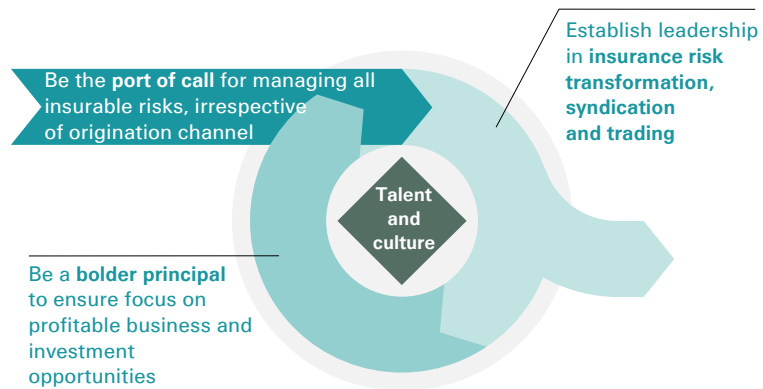 Be the port of call for managing all
insurable risks, irrespective
of origination channel
Establish leadership
in insurance risk
transformation,
syndication
and trading
Talent
and
culture
Be a bolder principal
to ensure focus on
profitable business and
investment
opportunities